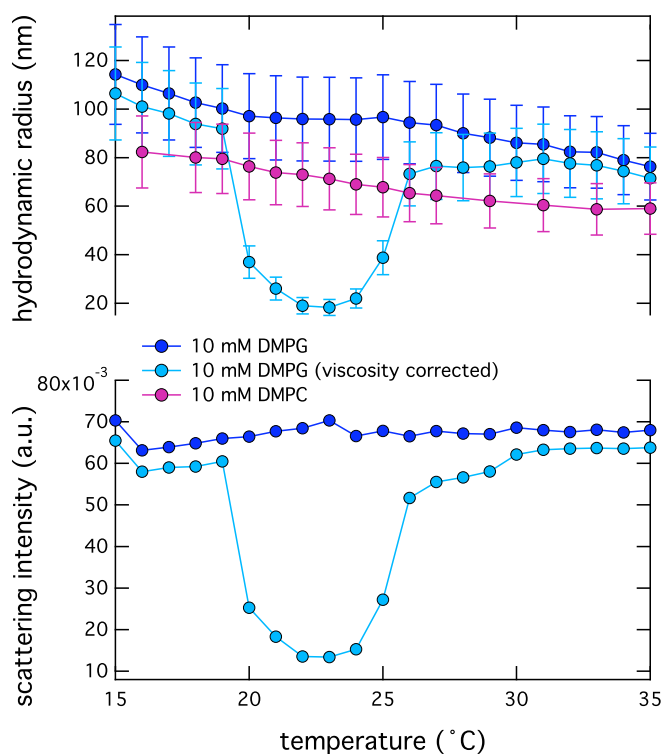 hydrodynamic radius (nm)
120
100
80
60
40
20
10 mM DMPG
10 mM DMPG (viscosity corrected)
10 mM DMPC
scattering intensity (a.u.)
80x10-3
70
60
50
40
30
20
10
15
20
25
30
35
temperature (˚C)